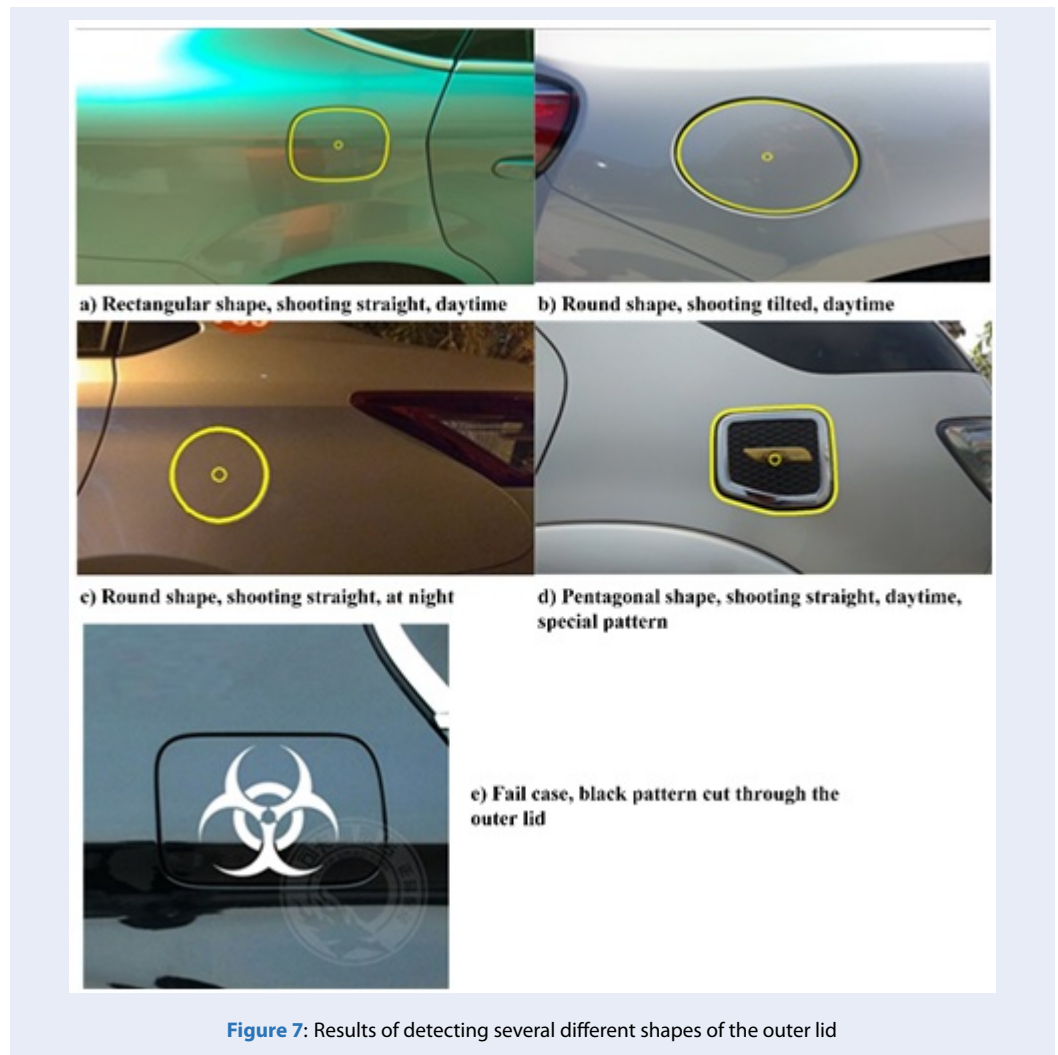 a) Rectangular shape, shooting straight, daytime
b) Round shape, shooting tilted, daytime
c) Round shape, shooting straight, at night
d) Pentagonal shape, shooting straight, daytime,
special pattern
e) Fail case, black pattern cut through the
outer lid
Figure 7: Results of detecting several different shapes of the outer lid